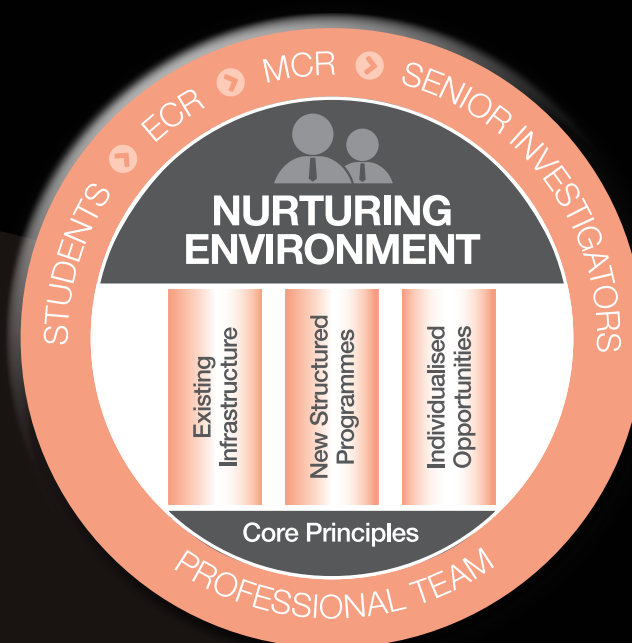 STUDENTS
ECR
MCR
SENIOR INVESTIGATORS
NURTURING
ENVIRONMENT
Existing
Infrastructure
New Structured
Programmes
Individualised
Opportunities
Core Principles
PROFESSIONAL TEAM